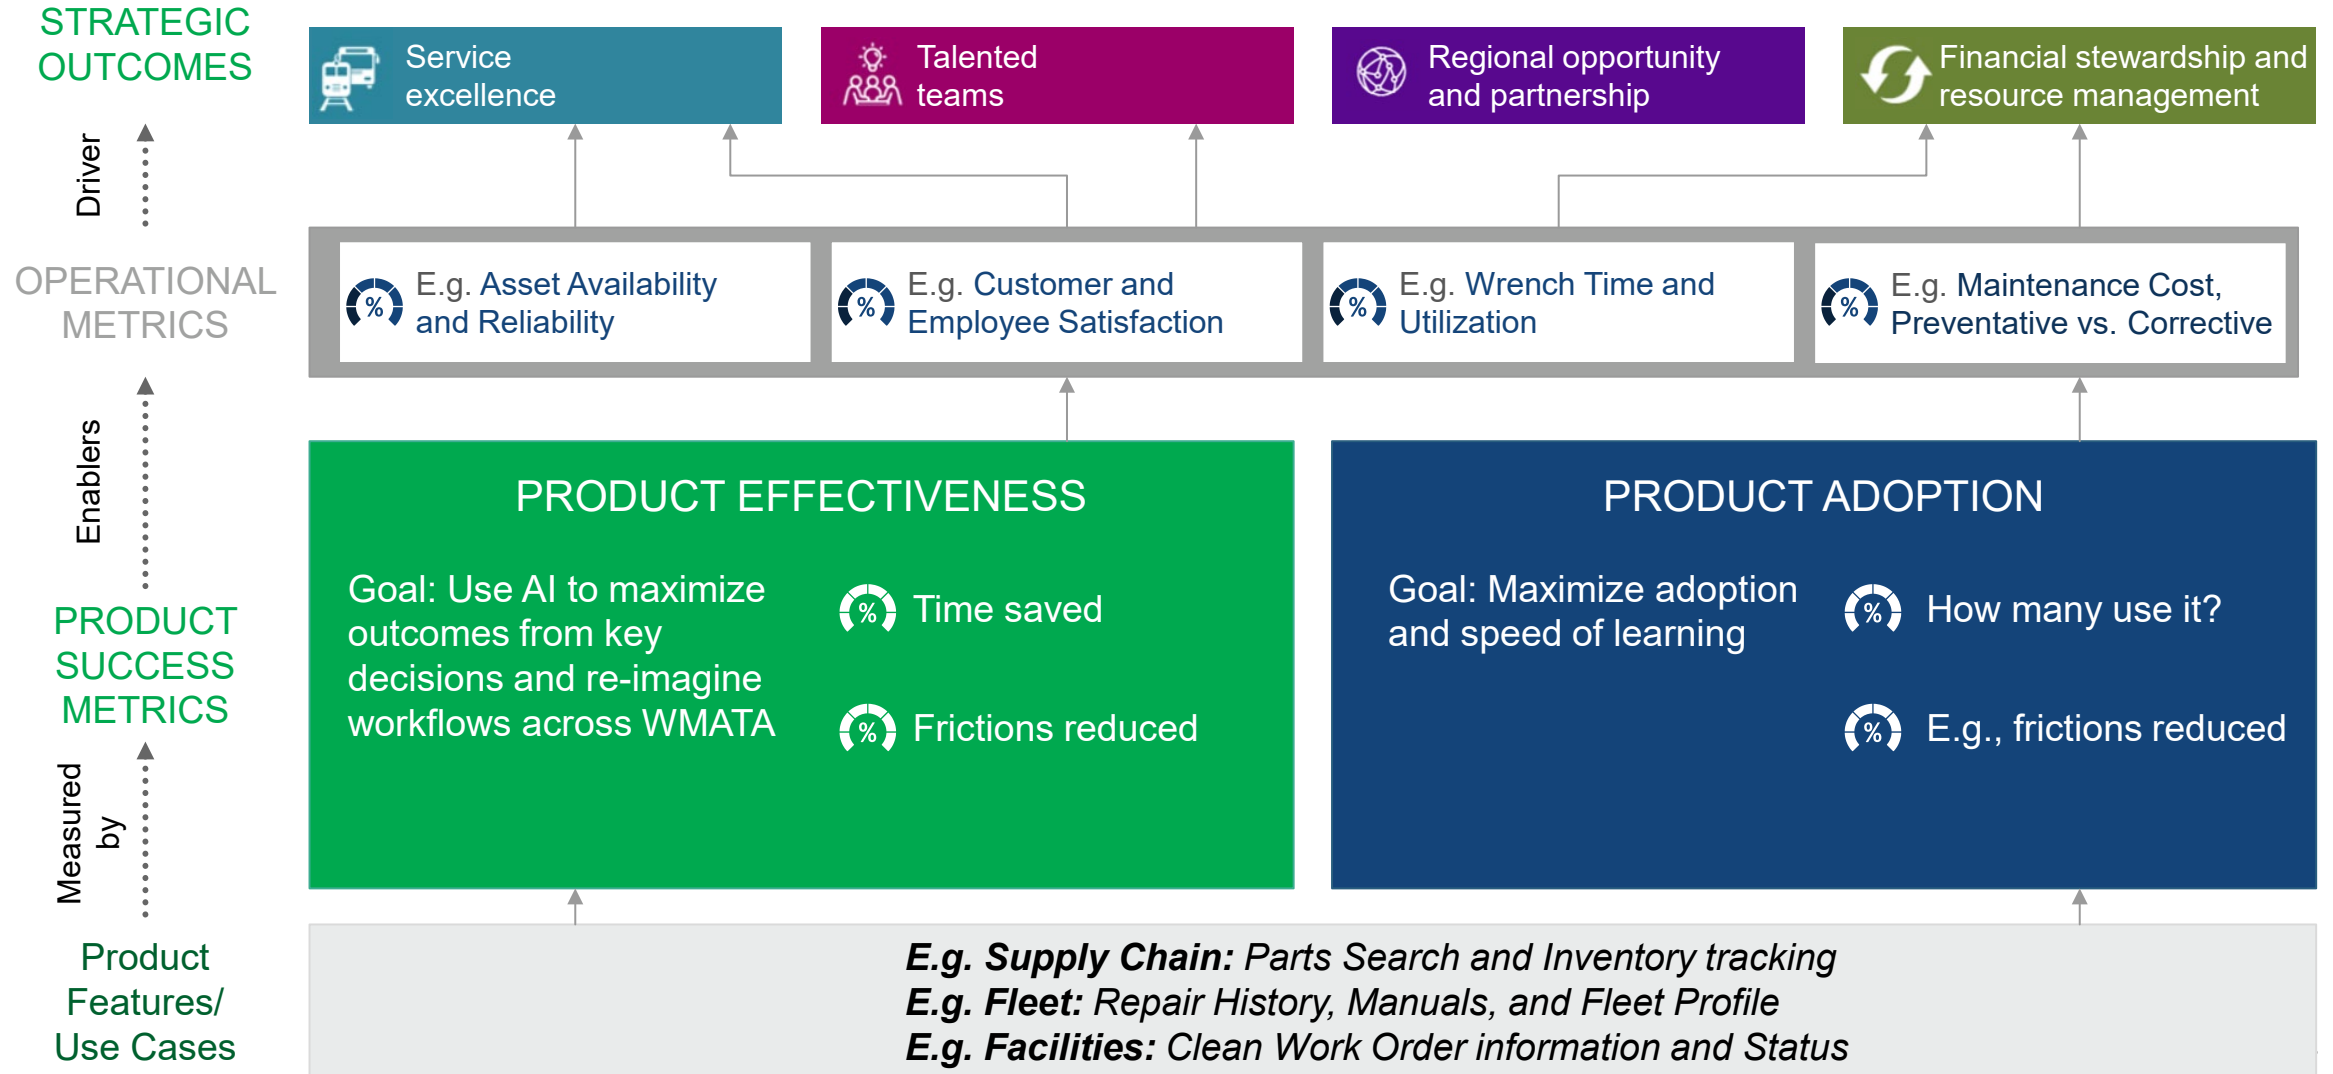 STRATEGIC
OUTCOMES
Service
excellence
Talented
teams
Regional opportunity
and partnership
Financial stewardship and
resource management
Driver
OPERATIONAL
METRICS
% E.g. Asset Availability
and Reliability
% E.g. Customer and
Employee Satisfaction
% E.g. Wrench Time and
Utilization
% E.g. Maintenance Cost,
Preventative vs. Corrective
Enablers
PRODUCT
SUCCESS
METRICS
PRODUCT EFFECTIVENESS
Goal: Use AI to maximize
outcomes from key
decisions and re-imagine
workflows across WMATA
% Time saved
% Frictions reduced
PRODUCT ADOPTION
Goal: Maximize adoption
and speed of learning
% How many use it?
% E.g., frictions reduced
Measured
by
Product
Features/
Use Cases
E.g. Supply Chain: Parts Search and Inventory tracking
E.g. Fleet: Repair History, Manuals, and Fleet Profile
E.g. Facilities: Clean Work Order information and Status